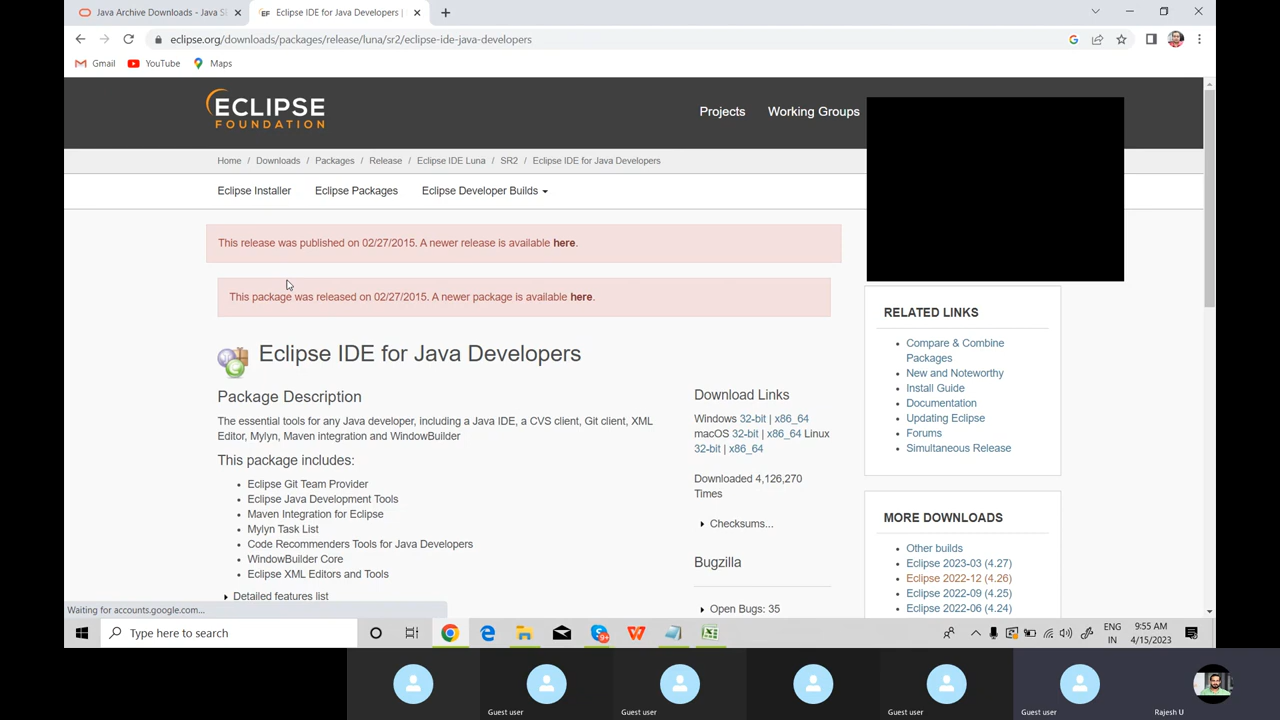 Java Archive Downloads - Java S
Eclipse IDE for Java Developers |
eclipse.org/downloads/packages/release/luna/sr2/eclipse-ide-java-developers
Gmail
YouTube
Maps
ECLIPSE
FOUNDATION
Projects
Working Groups
Home / Downloads / Packages / Release / Eclipse IDE Luna / SR2 / Eclipse IDE for Java Developers
Eclipse Installer
Eclipse Packages
Eclipse Developer Builds
This release was published on 02/27/2015. A newer release is available here.
This package was released on 02/27/2015. A newer package is available here.
Eclipse IDE for Java Developers
Package Description
The essential tools for any Java developer, including a Java IDE, a CVS client, Git client, XML
Editor, Mylyn, Maven integration and WindowBuilder
This package includes:
Eclipse Git Team Provider
Eclipse Java Development Tools
Maven Integration for Eclipse
Mylyn Task List
Code Recommenders Tools for Java Developers
WindowBuilder Core
Eclipse XML Editors and Tools
Detailed features list
Download Links
Windows 32-bit | x86_64
macOS 32-bit | x86_64 Linux
32-bit | x86_64
Downloaded 4,126,270
Times
Checksums...
Bugzilla
Open Bugs: 35
RELATED LINKS
Compare & Combine
Packages
New and Noteworthy
Install Guide
Documentation
Updating Eclipse
Forums
Simultaneous Release
MORE DOWNLOADS
Other builds
Eclipse 2023-03 (4.27)
Eclipse 2022-12 (4.26)
Eclipse 2022-09 (4.25)
Eclipse 2022-06 (4.24)
Waiting for accounts.google.com...
Type here to search
ENG
IN
9:55 AM
4/15/2023
Guest user
Guest user
Guest user
Guest user
Rajesh U